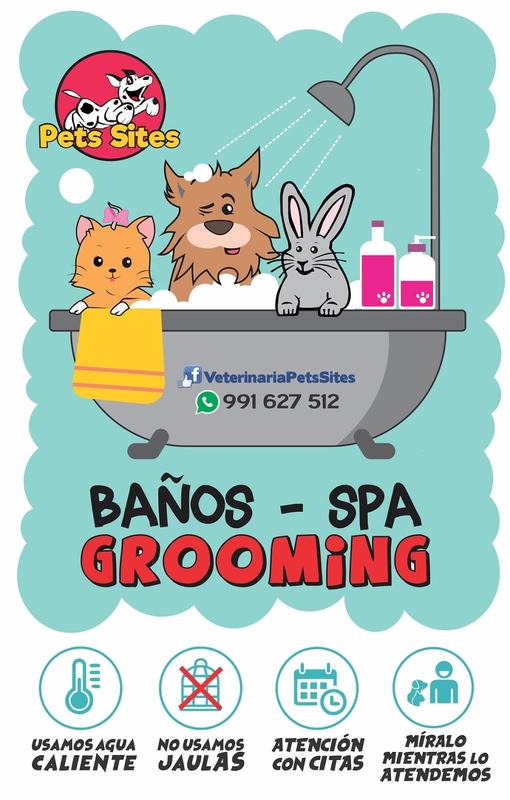 Pets Sites
VeterinariaPetsSites
991 627 512
BAÑOS - SPA
GROOMING
USAMOS AGUA
CALIENTE
NO USAMOS
JAULAS
ATENCIÓN
CON CITAS
MÍRALO
MIENTRAS LO
ATENDEMOS